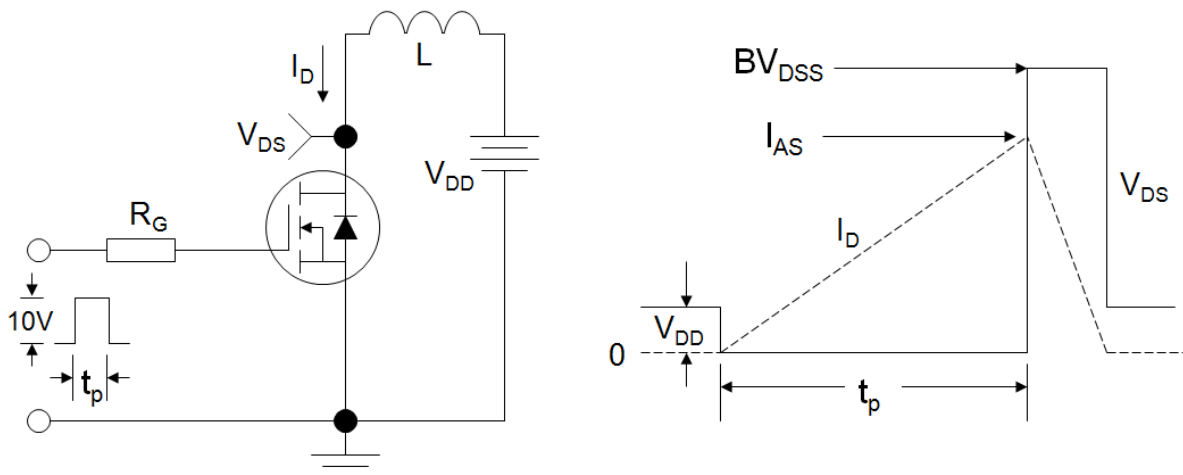 L
I_D
V_DS
V_DD
R_G
10V
t_p
BV_DSS
I_AS
V_DS
I_D
V_DD
0
t_p